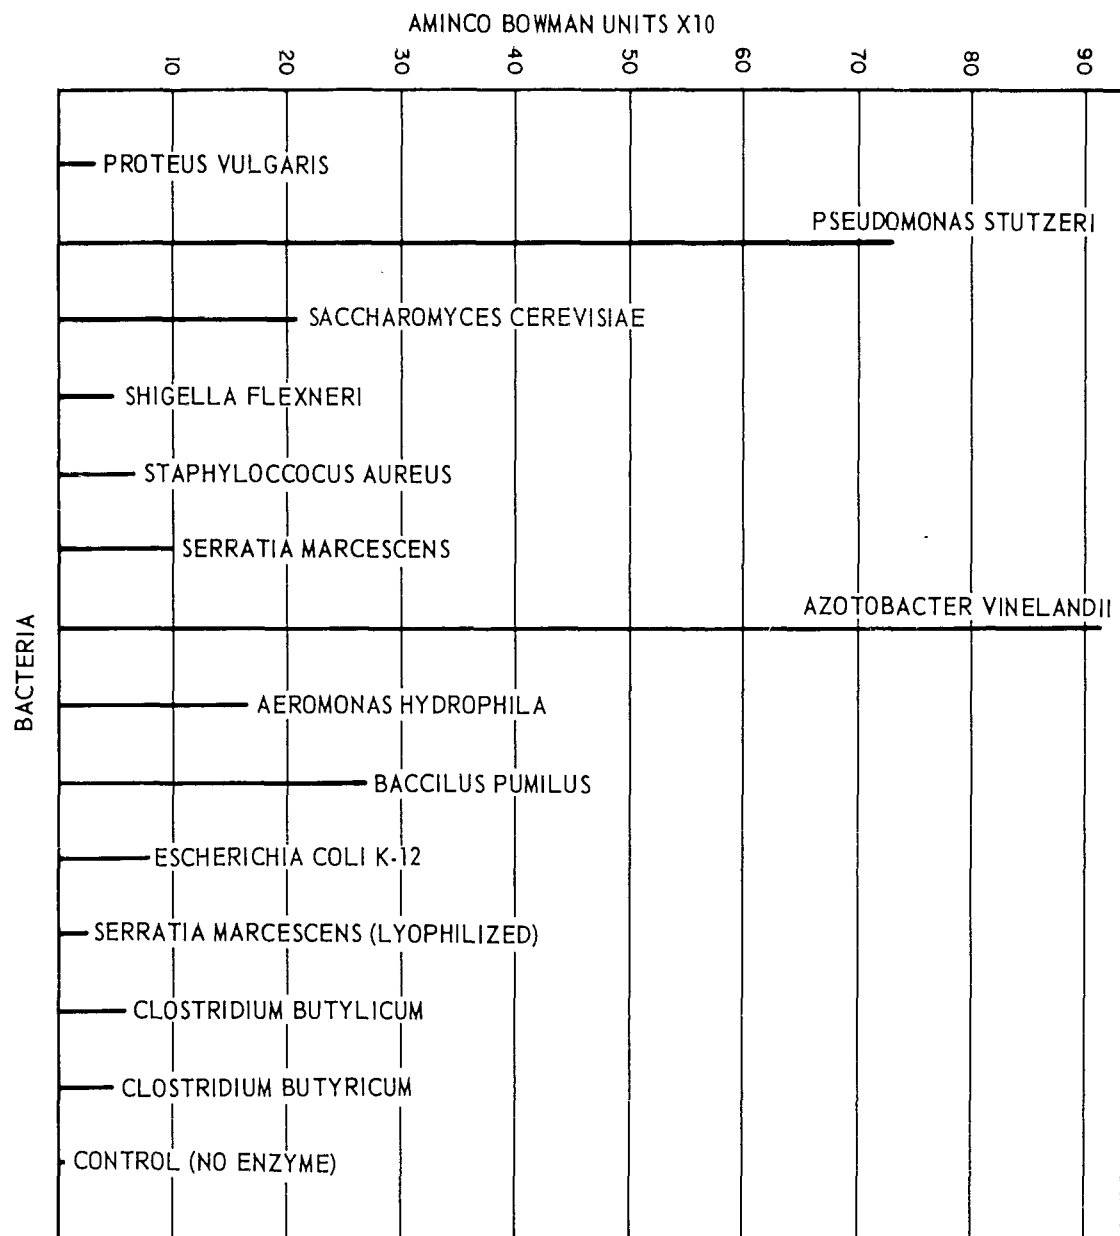 AMINCO BOWMAN UNITS X10
10 20 30 40 50 60 70 80 90
PROTEUS VULGARIS
PSEUDOMONAS STUTZERI
SACCHAROMYCES CEREVISIAE
SHIGELLA FLEXNERI
STAPHYLOCCOCUS AUREUS
SERRATIA MARCESCENS
AZOTOBACTER VINELANDII
BACTERIA
AEROMONAS HYDROPHILA
BACCILUS PUMILUS
ESCHERICHIA COLI K-12
SERRATIA MARCESCENS (LYOPHILIZED)
CLOSTRIDIUM BUTYLICUM
CLOSTRIDIUM BUTYRICUM
CONTROL (NO ENZYME)